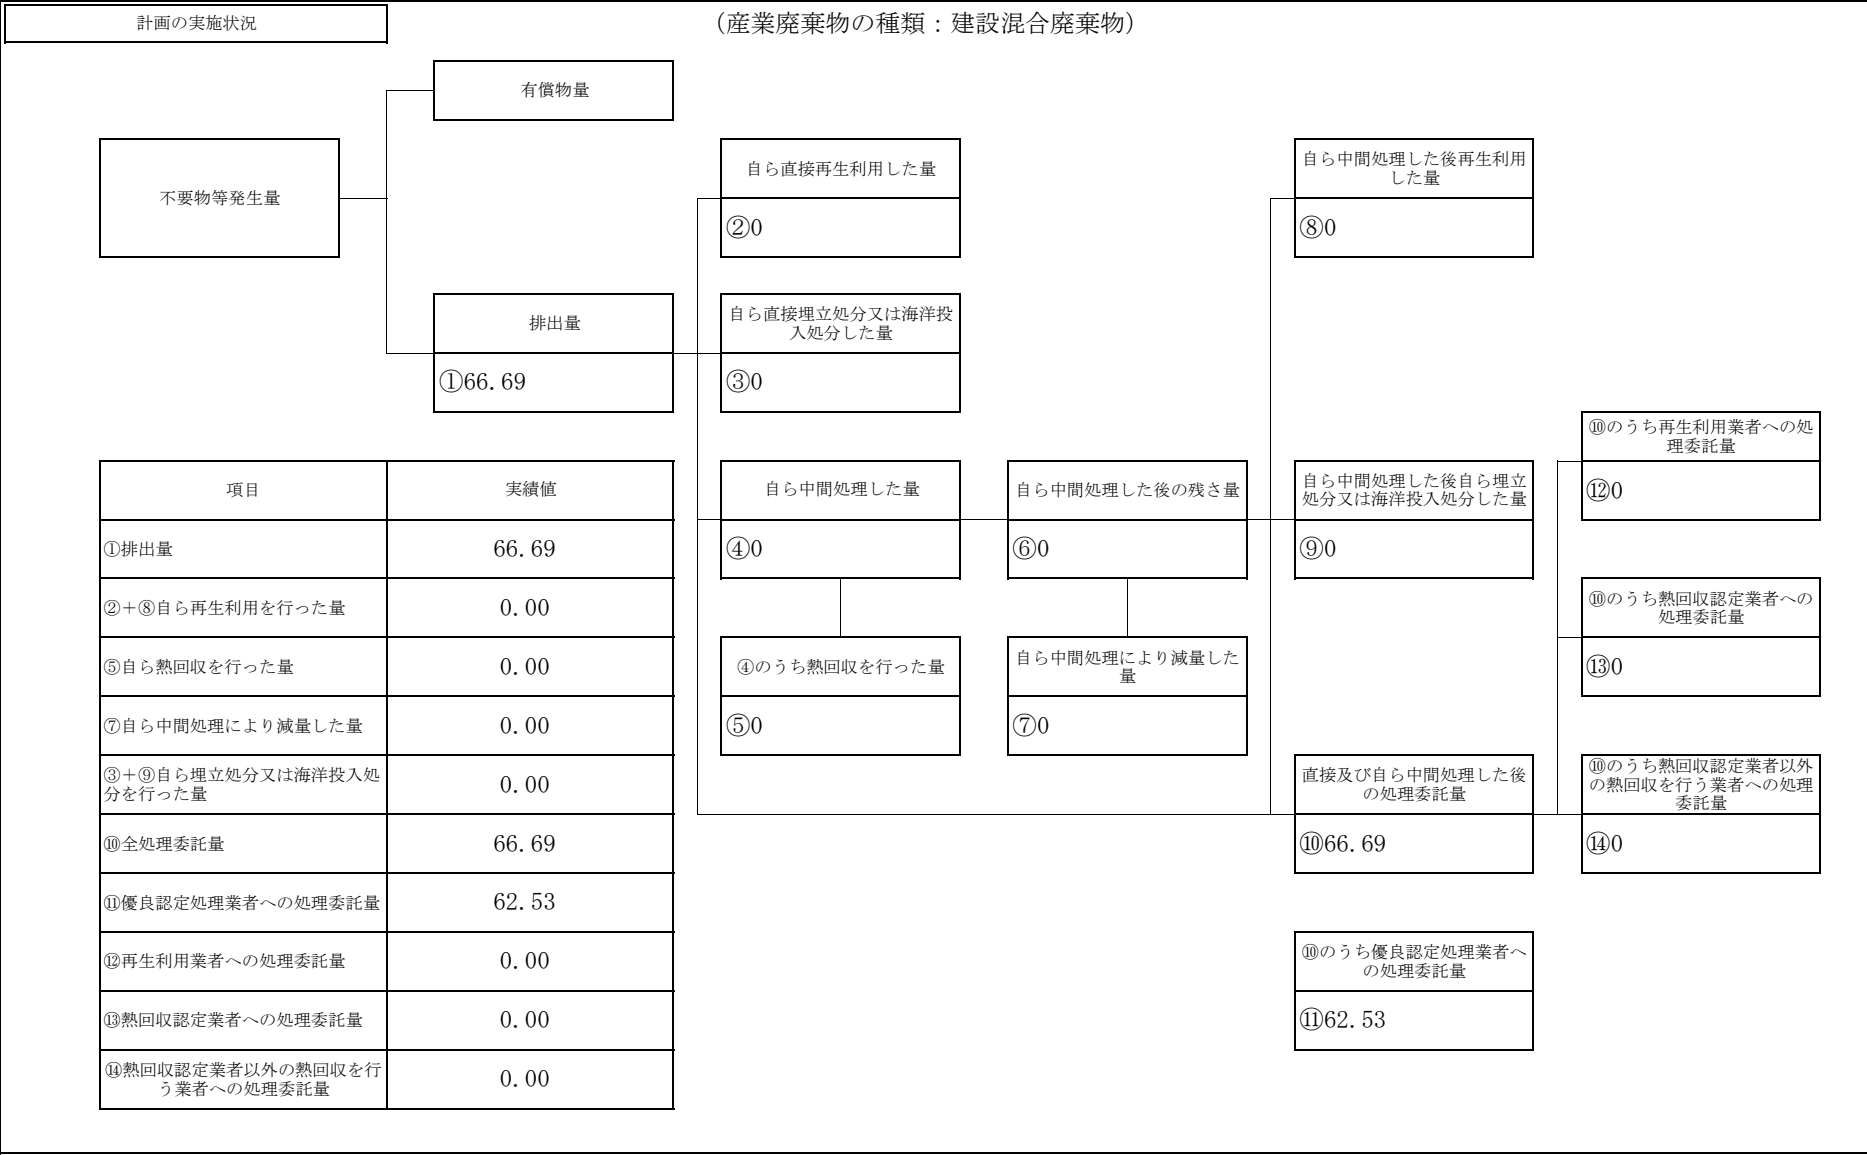 計画の実施状況
(産業廃棄物の種類:建設混合廃棄物)
有償物量
不要物等発生量
自ら直接再生利用した量
②0
自ら中間処理した後再生利用
した量
⑧0
排出量
①66.69
自ら直接埋立処分又は海洋投
入処分した量
③0
⑩のうち再生利用業者への処
理委託量
⑫0
自ら中間処理した量
④0
自ら中間処理した後の残さ量
⑥0
自ら中間処理した後自ら埋立
処分又は海洋投入処分した量
⑨0
⑩のうち熱回収認定業者への
処理委託量
⑬0
④のうち熱回収を行った量
⑤0
自ら中間処理により減量した
量
⑦0
直接及び自ら中間処理した後
の処理委託量
⑩66.69
⑩のうち熱回収認定業者以外
の熱回収を行う業者への処理
委託量
⑭0
⑩のうち優良認定処理業者へ
の処理委託量
⑪62.53
項目 実績値
①排出量 66.69
②+⑧自ら再生利用を行った量 0.00
⑤自ら熱回収を行った量 0.00
⑦自ら中間処理により減量した量 0.00
③+⑨自ら埋立処分又は海洋投入処
分を行った量 0.00
⑩全処理委託量 66.69
⑪優良認定処理業者への処理委託量 62.53
⑫再生利用業者への処理委託量 0.00
⑬熱回収認定業者への処理委託量 0.00
⑭熱回収認定業者以外の熱回収を行
う業者への処理委託量 0.00